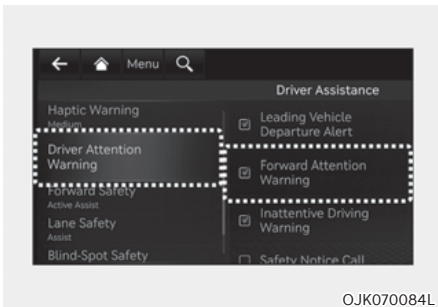 Menu
Driver Assistance
Haptic Warning
Medium
Driver Attention
Warning
Forward Safety
Active Assist
Lane Safety
Assist
Blind-Spot Safety
Leading Vehicle
Departure Alert
Forward Attention
Warning
Inattentive Driving
Warning
Safety Notice Call
OJK070084L